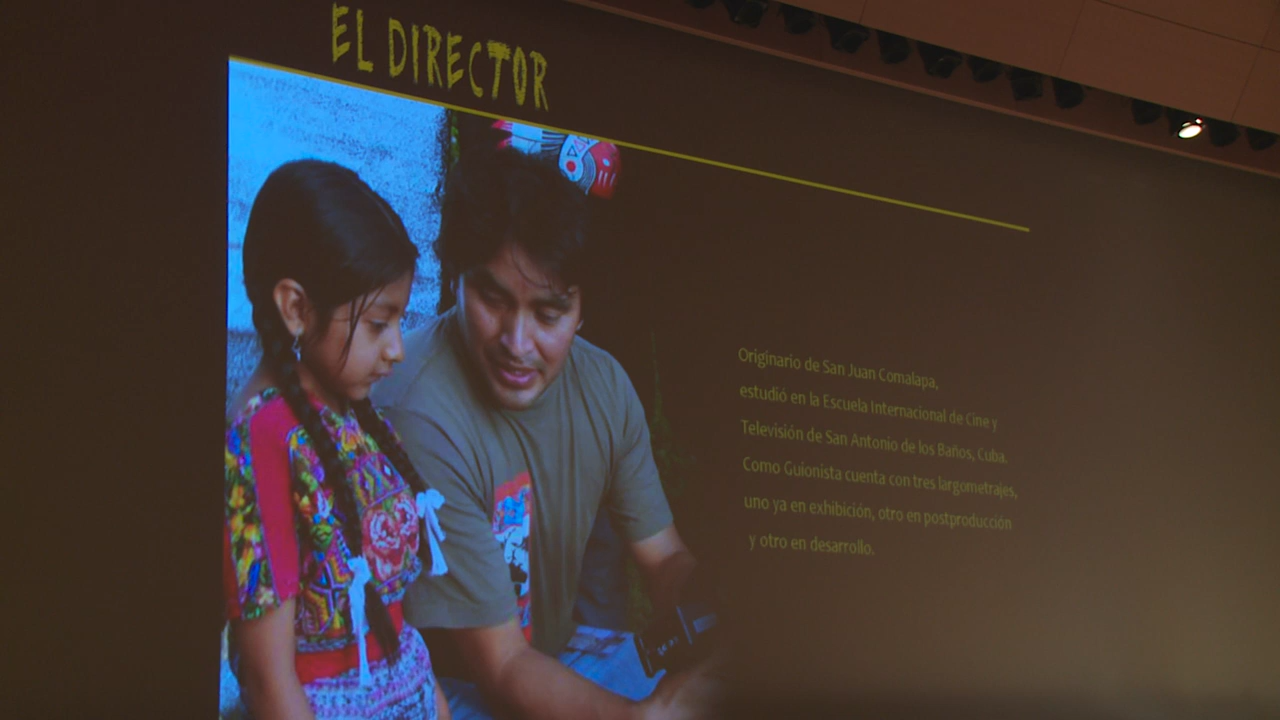 EL DIRECTOR
Originario de San Juan Comalapa,
estudió en la Escuela Internacional de Cine y
Televisión de San Antonio de los Baños, Cuba.
Como Guionista cuenta con tres largometrajes,
uno ya en exhibición, otro en postproducción
y otro en desarrollo.